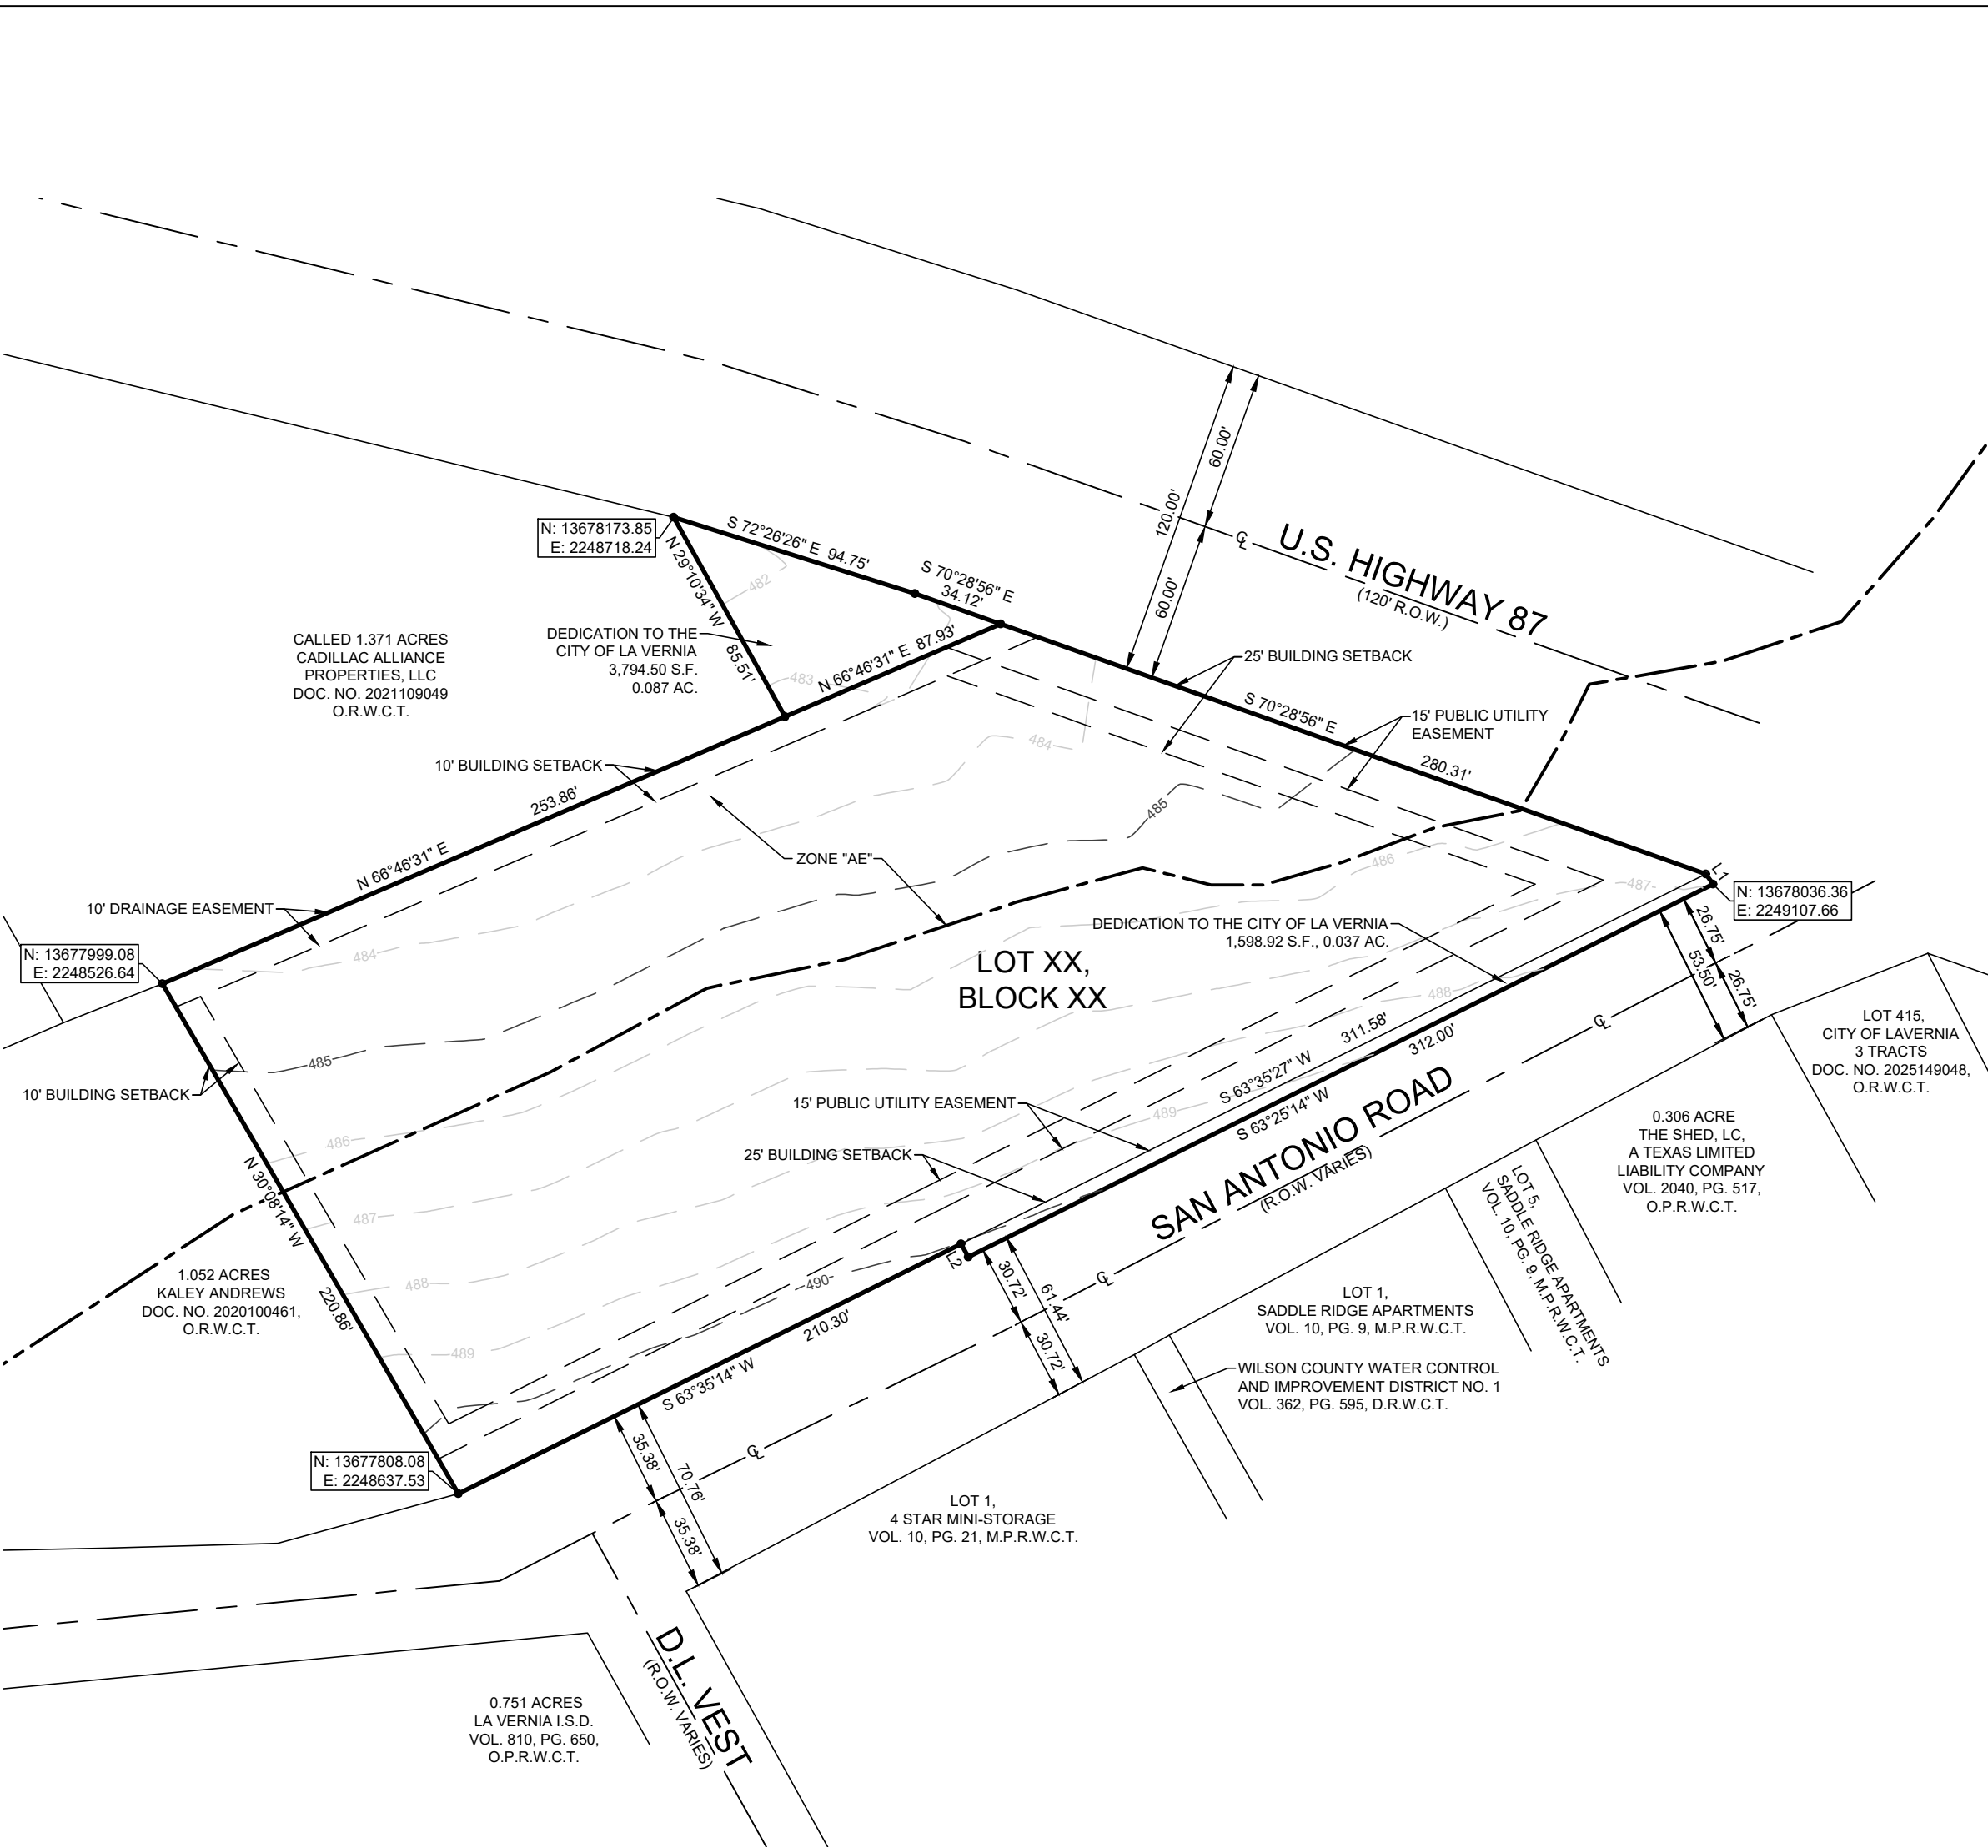 120.00'
60.00'
60.00'
℄
U.S. HIGHWAY 87
(120' R.O.W.)
N: 13678173.85
E: 2248718.24
S 72°26'26" E 94.75'
S 70°28'56" E
34.12'
N 29°10'34" W
85.51'
482
DEDICATION TO THE
CITY OF LA VERNIA
3,794.50 S.F.
0.087 AC.
CALLED 1.371 ACRES
CADILLAC ALLIANCE
PROPERTIES, LLC
DOC. NO. 2021109049
O.R.W.C.T.
483
N 66°46'31" E 87.93'
25' BUILDING SETBACK
S 70°28'56" E
280.31'
15' PUBLIC UTILITY
EASEMENT
484
10' BUILDING SETBACK
253.86'
N 66°46'31" E
485
ZONE "AE"
486
487
L1
N: 13678036.36
E: 2249107.66
10' DRAINAGE EASEMENT
N: 13677999.08
E: 2248526.64
484
DEDICATION TO THE CITY OF LA VERNIA
1,598.92 S.F., 0.037 AC.
LOT XX,
BLOCK XX
488
26.75'
53.50'
26.75'
LOT 415,
CITY OF LAVERNIA
3 TRACTS
DOC. NO. 2025149048,
O.R.W.C.T.
485
10' BUILDING SETBACK
311.58'
S 63°35'27" W
312.00'
S 63°25'14" W
℄
15' PUBLIC UTILITY EASEMENT
489
25' BUILDING SETBACK
SAN ANTONIO ROAD
(R.O.W. VARIES)
0.306 ACRE
THE SHED, LC,
A TEXAS LIMITED
LIABILITY COMPANY
VOL. 2040, PG. 517,
O.P.R.W.C.T.
486
N 30°08'14" W
220.86'
487
488
489
490
1.052 ACRES
KALEY ANDREWS
DOC. NO. 2020100461,
O.R.W.C.T.
L2
30.72'
61.44'
30.72'
℄
LOT 5,
SADDLE RIDGE APARTMENTS
VOL. 10, PG. 9, M.P.R.W.C.T.
LOT 1,
SADDLE RIDGE APARTMENTS
VOL. 10, PG. 9, M.P.R.W.C.T.
210.30'
S 63°35'14" W
WILSON COUNTY WATER CONTROL
AND IMPROVEMENT DISTRICT NO. 1
VOL. 362, PG. 595, D.R.W.C.T.
N: 13677808.08
E: 2248637.53
35.38'
70.76'
35.38'
℄
LOT 1,
4 STAR MINI-STORAGE
VOL. 10, PG. 21, M.P.R.W.C.T.
D.L. VEST
(R.O.W. VARIES)
0.751 ACRES
LA VERNIA I.S.D.
VOL. 810, PG. 650,
O.P.R.W.C.T.